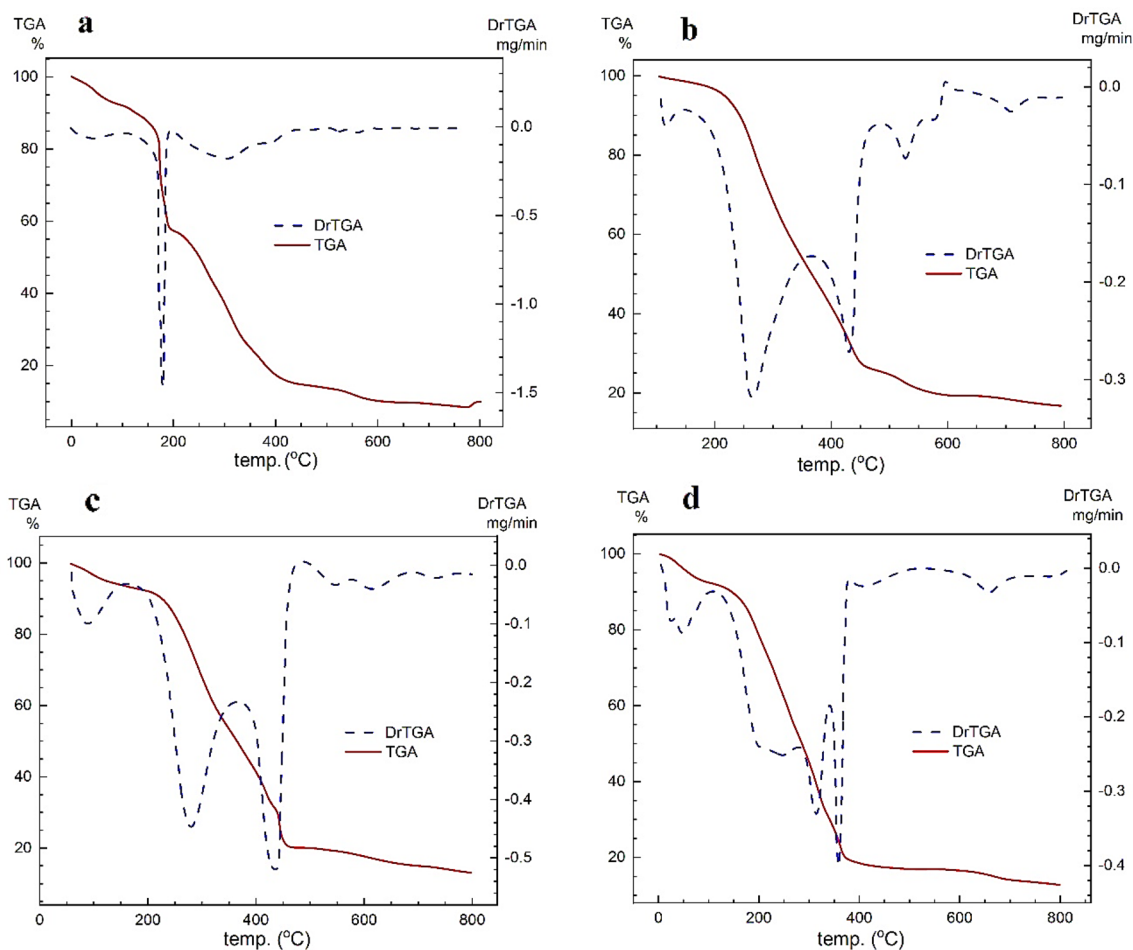 a
TGA
%
DrTGA
mg/min
100
80
60
40
20
0.0
-0.5
-1.0
-1.5
DrTGA
TGA
0 200 400 600 800
temp. (°C)
b
TGA
%
DrTGA
mg/min
100
80
60
40
20
0.0
-0.1
-0.2
-0.3
DrTGA
TGA
200 400 600 800
temp. (°C)
c
TGA
%
DrTGA
mg/min
100
80
60
40
20
0.0
-0.1
-0.2
-0.3
-0.4
-0.5
DrTGA
TGA
0 200 400 600 800
temp. (°C)
d
TGA
%
DrTGA
mg/min
100
80
60
40
20
0.0
-0.1
-0.2
-0.3
-0.4
DrTGA
TGA
0 200 400 600 800
temp. (°C)